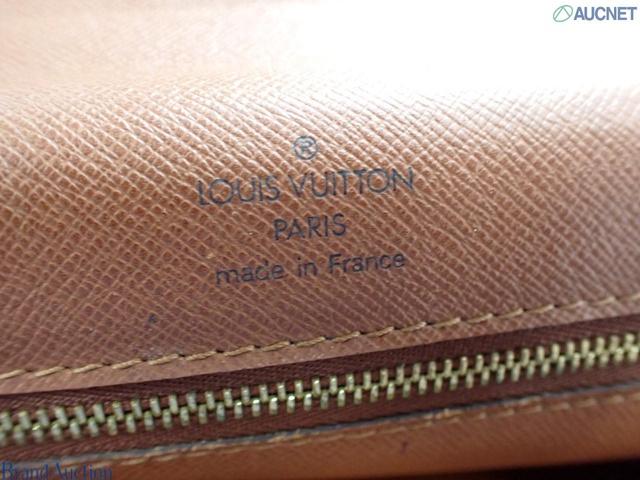 AUCNET
®
LOUIS VUITTON
PARIS
made in France
Brand Auction